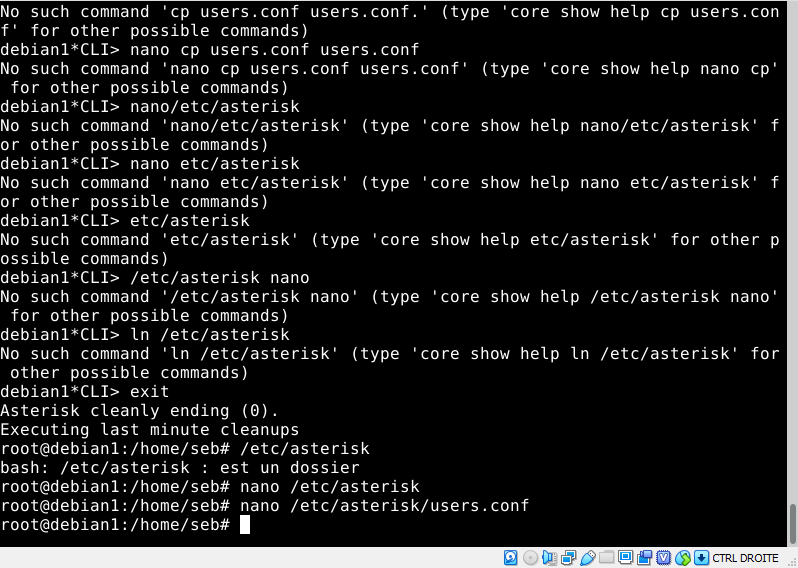 No such command 'cp users.conf users.conf.' (type 'core show help cp users.con
f' for other possible commands)
debian1*CLI> nano cp users.conf users.conf
No such command 'nano cp users.conf users.conf' (type 'core show help nano cp'
 for other possible commands)
debian1*CLI> nano/etc/asterisk
No such command 'nano/etc/asterisk' (type 'core show help nano/etc/asterisk' f
or other possible commands)
debian1*CLI> nano etc/asterisk
No such command 'nano etc/asterisk' (type 'core show help nano etc/asterisk' f
or other possible commands)
debian1*CLI> etc/asterisk
No such command 'etc/asterisk' (type 'core show help etc/asterisk' for other p
ossible commands)
debian1*CLI> /etc/asterisk nano
No such command '/etc/asterisk nano' (type 'core show help /etc/asterisk nano'
 for other possible commands)
debian1*CLI> ln /etc/asterisk
No such command 'ln /etc/asterisk' (type 'core show help ln /etc/asterisk' for
 other possible commands)
debian1*CLI> exit
Asterisk cleanly ending (0).
Executing last minute cleanups
root@debian1:/home/seb# /etc/asterisk
bash: /etc/asterisk : est un dossier
root@debian1:/home/seb# nano /etc/asterisk
root@debian1:/home/seb# nano /etc/asterisk/users.conf
root@debian1:/home/seb#
CTRL DROITE